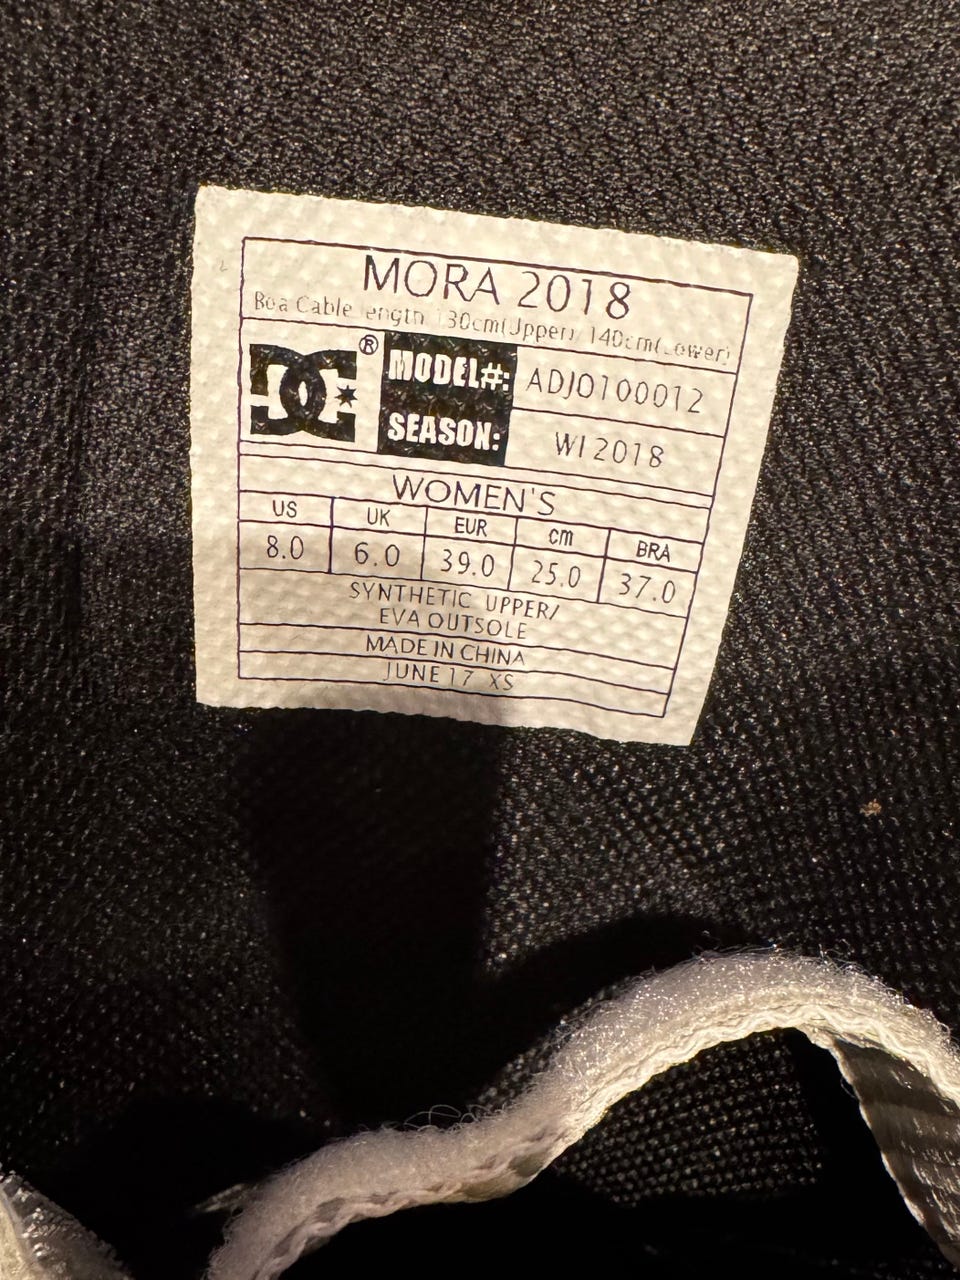 MORA 2018
Boa Cable length 130cm(Upper) 140cm(Lower)
DC®
MODEL#: ADJO100012
SEASON: WI 2018
WOMEN'S
US UK EUR cm BRA
8.0 6.0 39.0 25.0 37.0
SYNTHETIC UPPER/
EVA OUTSOLE
MADE IN CHINA
JUNE 17 XS